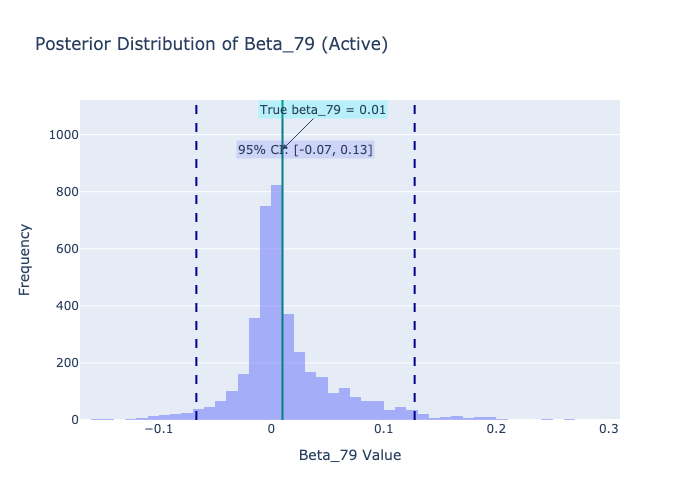 Posterior Distribution of Beta_79 (Active)
True beta_79 = 0.01
95% CI: [-0.07, 0.13]
1000
800
600
400
200
0
Frequency
−0.1
0
0.1
0.2
0.3
Beta_79 Value